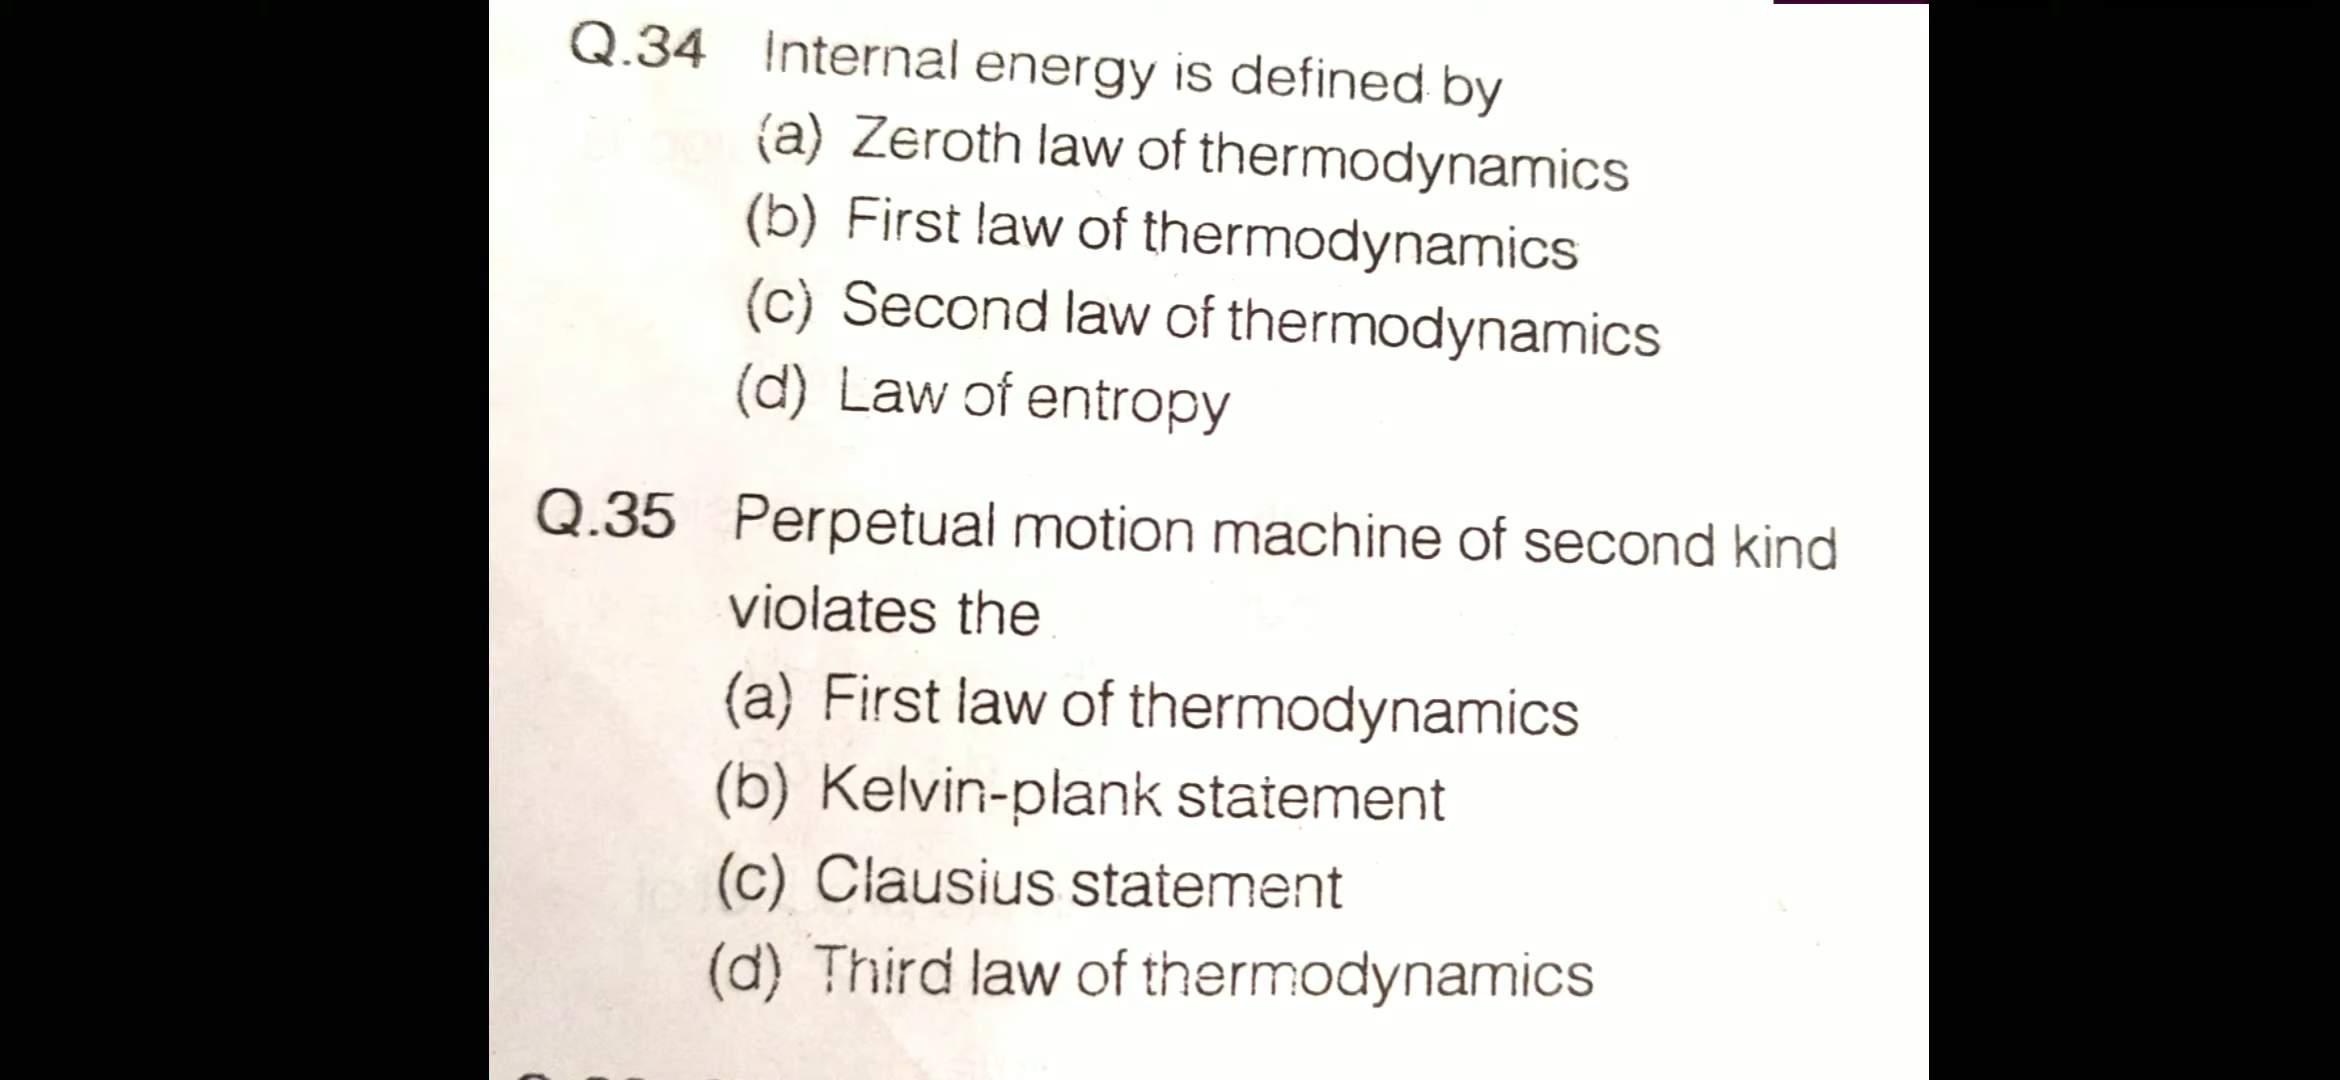 Q.34 Internal energy is defined by
(a) Zeroth law of thermodynamics
(b) First law of thermodynamics
(c) Second law of thermodynamics
(d) Law of entropy
Q.35 Perpetual motion machine of second kind
violates the
(a) First law of thermodynamics
(b) Kelvin-plank statement
(c) Clausius statement
(d) Third law of thermodynamics